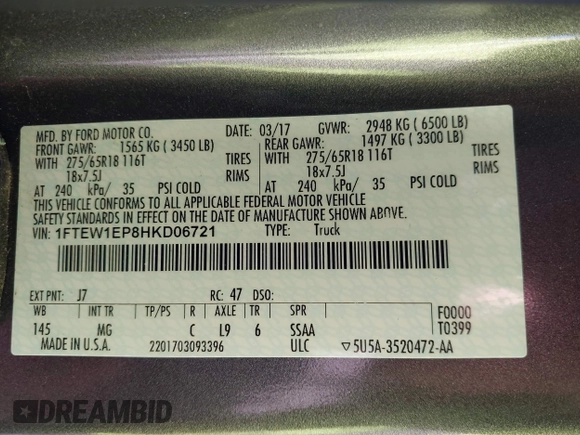 MFD. BY FORD MOTOR CO. DATE: 03/17 GVWR: 2948 KG ( 6500 LB)
FRONT GAWR: 1565 KG ( 3450 LB) REAR GAWR: 1497 KG ( 3300 LB)
WITH 275/65R18 116T TIRES WITH 275/65R18 116T TIRES
18x7.5J RIMS 18x7.5J RIMS
AT 240 kPa/ 35 PSI COLD AT 240 kPa/ 35 PSI COLD
THIS VEHICLE CONFORMS TO ALL APPLICABLE FEDERAL MOTOR VEHICLE
SAFETY STANDARDS IN EFFECT ON THE DATE OF MANUFACTURE SHOWN ABOVE.
VIN: 1FTEW1EP8HKD06721 TYPE: Truck
EXT PNT: J7 RC: 47 DSO:
WB INT TR TP/PS R AXLE TR SPR F0000
145 MG C L9 6 SSAA T0399
MADE IN U.S.A. 2201703093396 ULC 5U5A-3520472-AA
DREAMBID